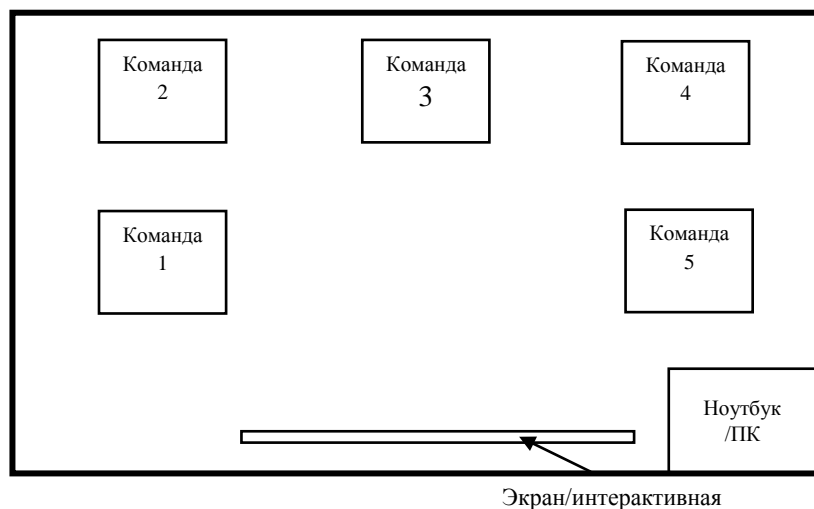 Команда
2
Команда
3
Команда
4
Команда
1
Команда
5
Ноутбук
/ПК
Экран/интерактивная